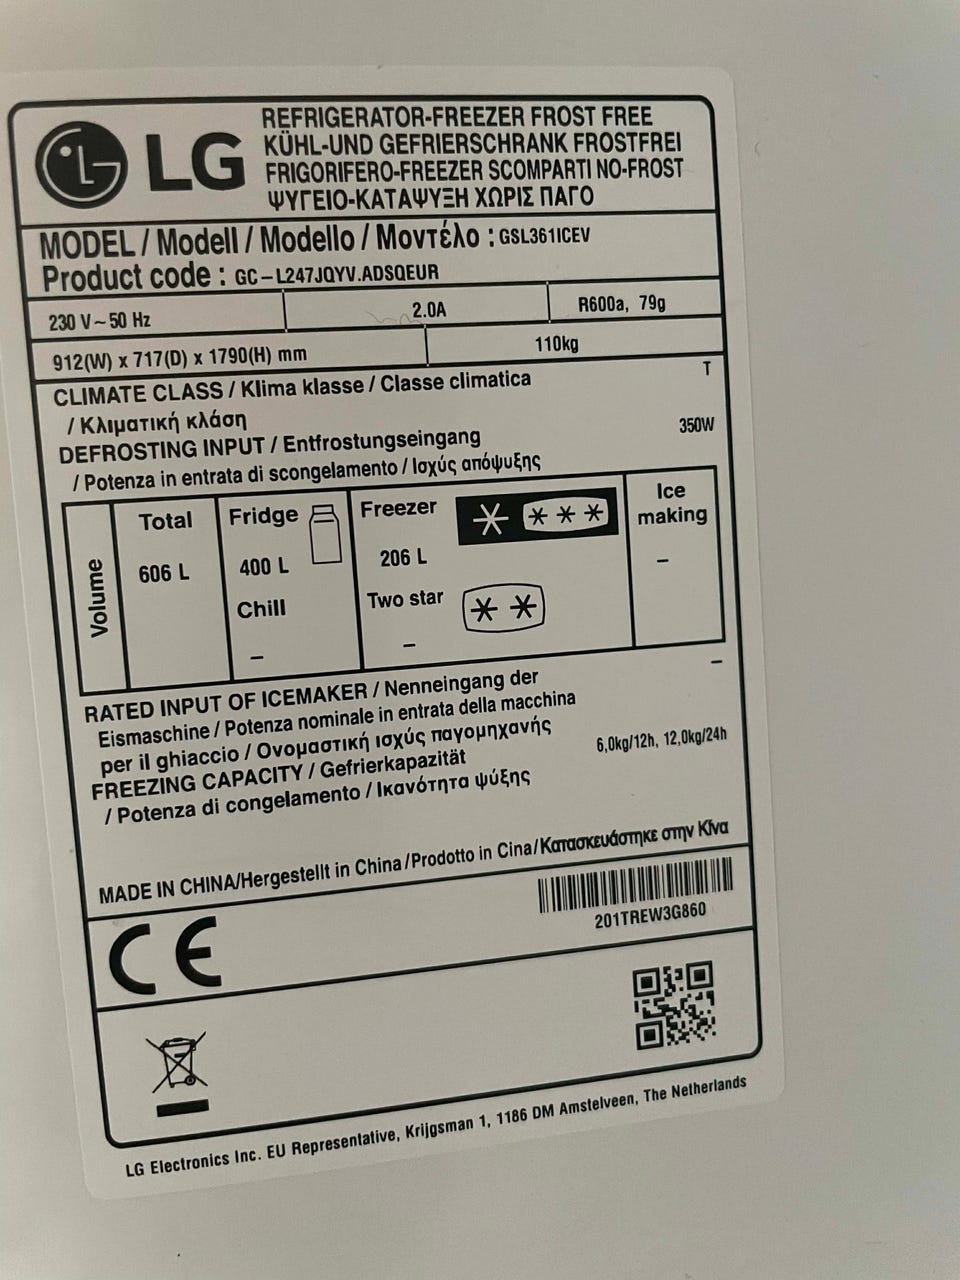 LG
REFRIGERATOR-FREEZER FROST FREE
KÜHL-UND GEFRIERSCHRANK FROSTFREI
FRIGORIFERO-FREEZER SCOMPARTI NO-FROST
ΨΥΓΕΙΟ-ΚΑΤΑΨΥΞΗ ΧΩΡΙΣ ΠΑΓΟ
MODEL / Modell / Modello / Μοντέλο : GSL361ICEV
Product code : GC-L247JQYV.ADSQEUR
230 V~50 Hz 2.0A R600a, 79g
912(W) x 717(D) x 1790(H) mm 110kg
CLIMATE CLASS / Klima klasse / Classe climatica T
/ Κλιματική κλάση
DEFROSTING INPUT / Entfrostungseingang 350W
/ Potenza in entrata di scongelamento / Ισχύς απόψυξης
Volume
Total
606 L
Fridge
400 L
Chill
–
Freezer
206 L
Two star
–
Ice
making
–
RATED INPUT OF ICEMAKER / Nenneingang der –
Eismaschine / Potenza nominale in entrata della macchina
per il ghiaccio / Ονομαστική ισχύς παγομηχανής
FREEZING CAPACITY / Gefrierkapazität 6,0kg/12h, 12,0kg/24h
/ Potenza di congelamento / Ικανότητα ψύξης
MADE IN CHINA/Hergestellt in China/Prodotto in Cina/Κατασκευάστηκε στην Κίνα
CE
201TREW3G860
LG Electronics Inc. EU Representative, Krijgsman 1, 1186 DM Amstelveen, The Netherlands